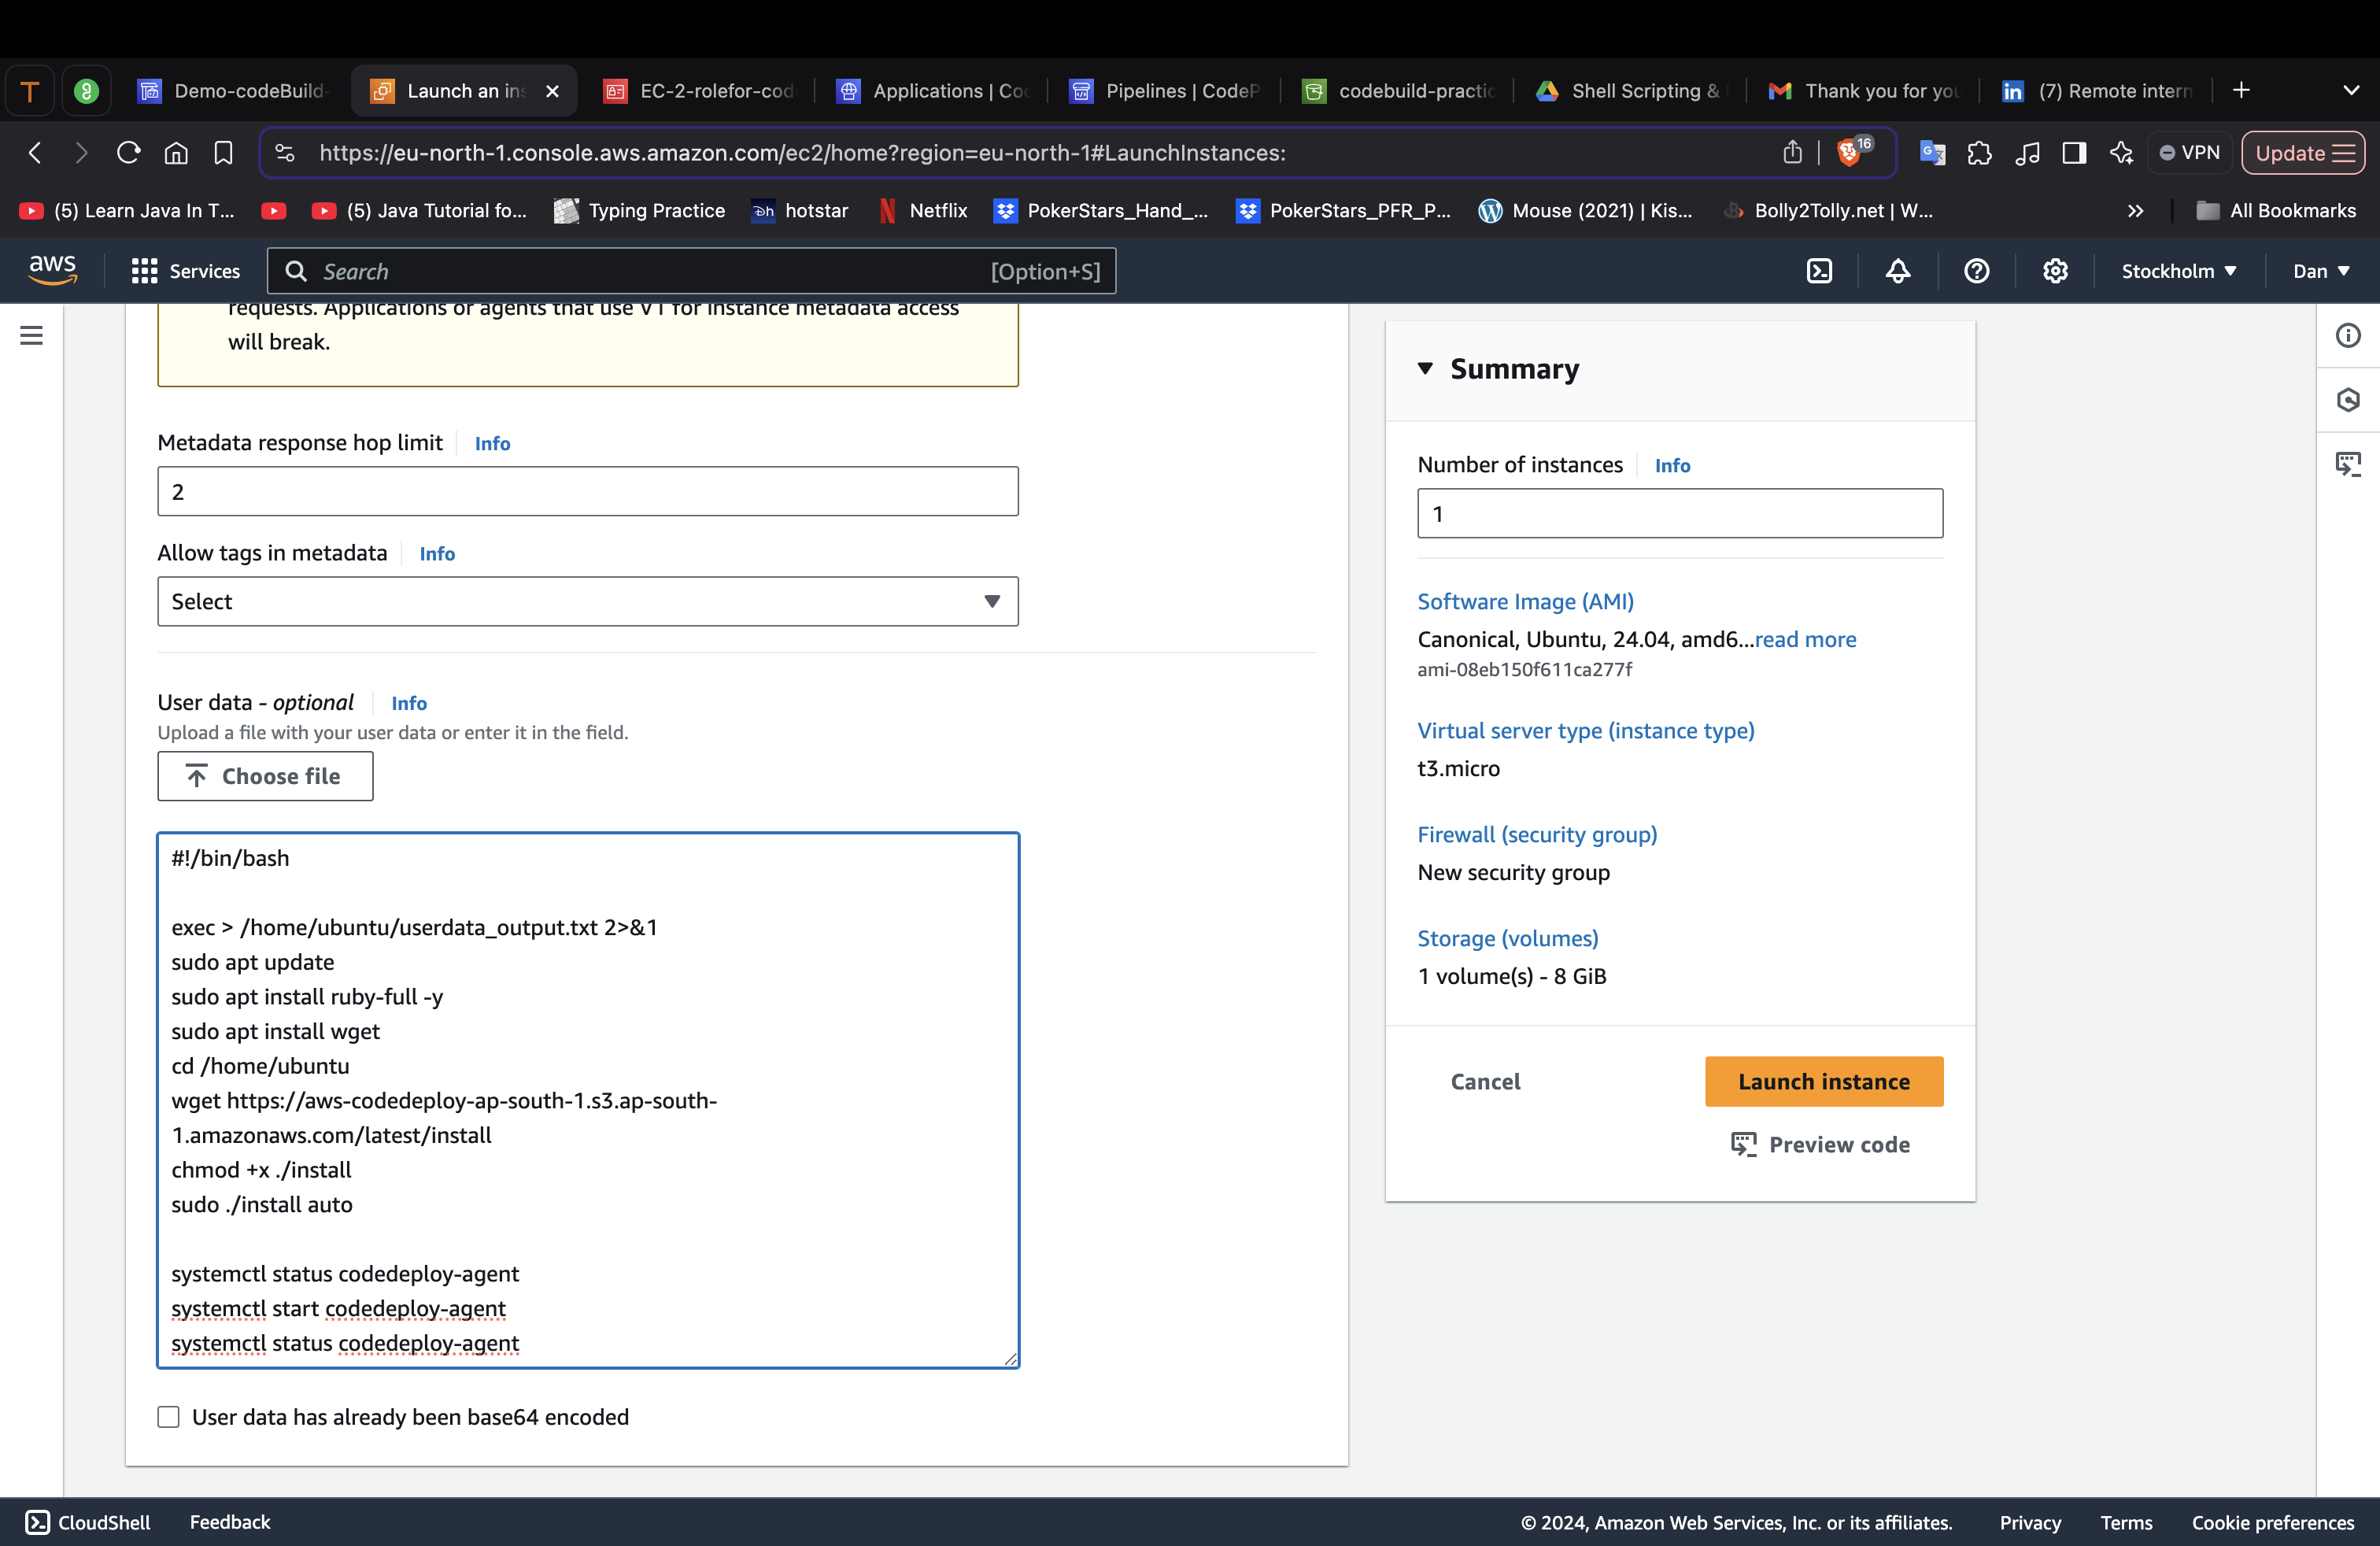 T
Demo-codeBuild-
Launch an ins
EC-2-rolefor-cod
Applications | Co
Pipelines | CodeP
codebuild-practic
Shell Scripting &
Thank you for you
(7) Remote intern
https://eu-north-1.console.aws.amazon.com/ec2/home?region=eu-north-1#LaunchInstances:
16
VPN
Update
(5) Learn Java In T...
(5) Java Tutorial fo...
Typing Practice
hotstar
Netflix
PokerStars_Hand_...
PokerStars_PFR_P...
Mouse (2021) | Kis...
Bolly2Tolly.net | W...
All Bookmarks
aws
Services
Search
[Option+S]
Stockholm
Dan
requests. Applications or agents that use V1 for instance metadata access
will break.
Metadata response hop limit
Info
2
Allow tags in metadata
Info
Select
User data - optional
Info
Upload a file with your user data or enter it in the field.
Choose file
#!/bin/bash
exec > /home/ubuntu/userdata_output.txt 2>&1
sudo apt update
sudo apt install ruby-full -y
sudo apt install wget
cd /home/ubuntu
wget https://aws-codedeploy-ap-south-1.s3.ap-south-
1.amazonaws.com/latest/install
chmod +x ./install
sudo ./install auto
systemctl status codedeploy-agent
systemctl start codedeploy-agent
systemctl status codedeploy-agent
User data has already been base64 encoded
Summary
Number of instances
Info
1
Software Image (AMI)
Canonical, Ubuntu, 24.04, amd6...read more
ami-08eb150f611ca277f
Virtual server type (instance type)
t3.micro
Firewall (security group)
New security group
Storage (volumes)
1 volume(s) - 8 GiB
Cancel
Launch instance
Preview code
CloudShell
Feedback
© 2024, Amazon Web Services, Inc. or its affiliates.
Privacy
Terms
Cookie preferences